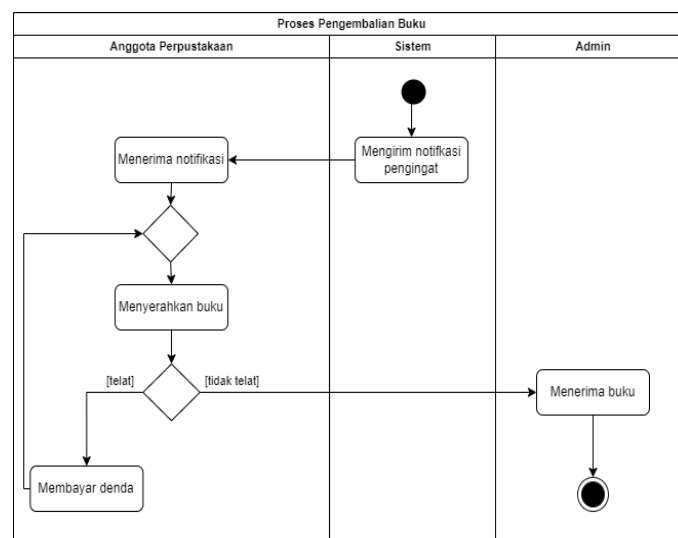 Proses Pengembalian Buku
Anggota Perpustakaan
Sistem
Admin
Menerima notifikasi
Mengirim notifkasi
pengingat
Menyerahkan buku
[telat]
[tidak telat]
Menerima buku
Membayar denda